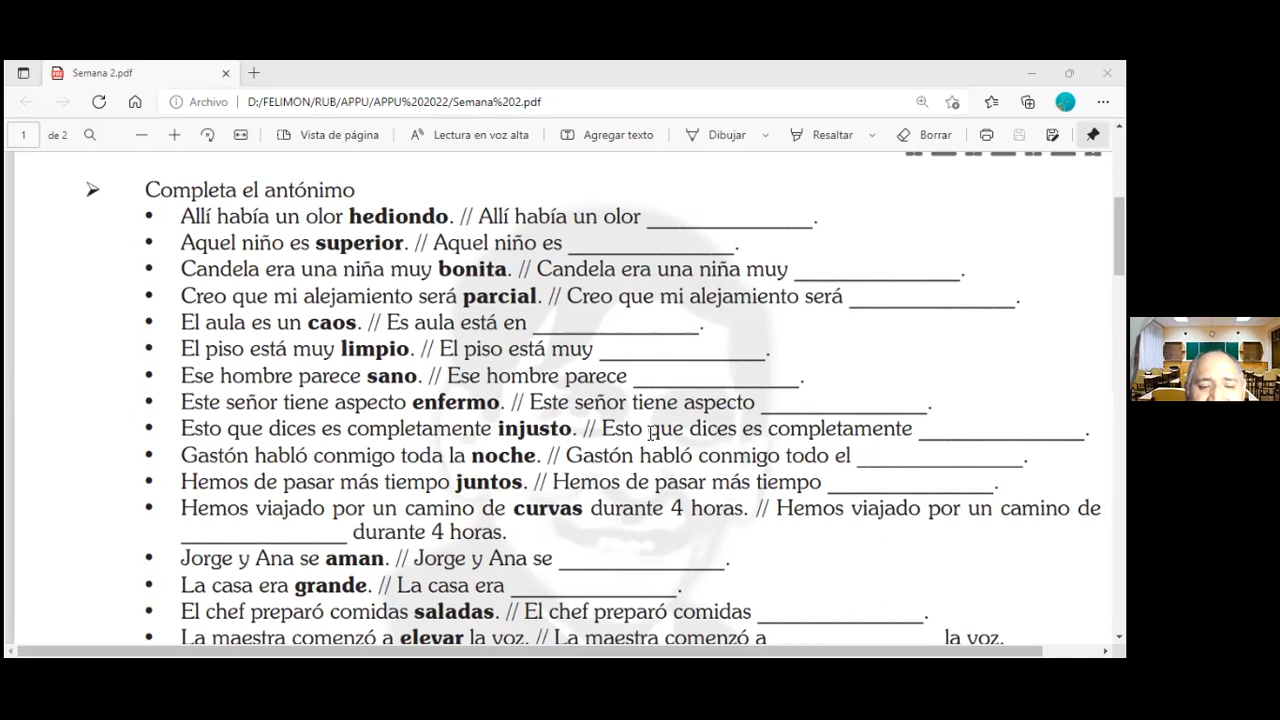 Semana 2.pdf
Archivo D:/FELIMON/RUB/APPU/APPU%202022/Semana%202.pdf
1 de 2 Vista de página Lectura en voz alta Agregar texto Dibujar Resaltar Borrar
Completa el antónimo
• Allí había un olor hediondo. // Allí había un olor _______________.
• Aquel niño es superior. // Aquel niño es _______________.
• Candela era una niña muy bonita. // Candela era una niña muy _______________.
• Creo que mi alejamiento será parcial. // Creo que mi alejamiento será _______________.
• El aula es un caos. // Es aula está en _______________.
• El piso está muy limpio. // El piso está muy _______________.
• Ese hombre parece sano. // Ese hombre parece _______________.
• Este señor tiene aspecto enfermo. // Este señor tiene aspecto _______________.
• Esto que dices es completamente injusto. // Esto que dices es completamente _______________.
• Gastón habló conmigo toda la noche. // Gastón habló conmigo todo el _______________.
• Hemos de pasar más tiempo juntos. // Hemos de pasar más tiempo _______________.
• Hemos viajado por un camino de curvas durante 4 horas. // Hemos viajado por un camino de
_______________ durante 4 horas.
• Jorge y Ana se aman. // Jorge y Ana se _______________.
• La casa era grande. // La casa era _______________.
• El chef preparó comidas saladas. // El chef preparó comidas _______________.
• La maestra comenzó a elevar la voz. // La maestra comenzó a _______________ la voz.